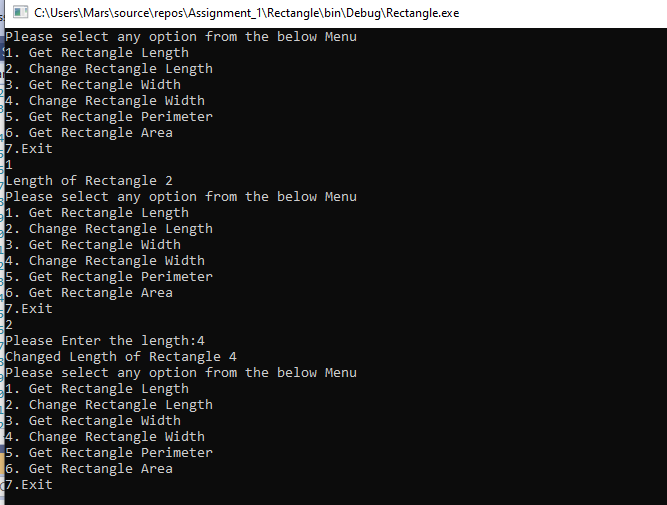 C:\Users\Mars\source\repos\Assignment_1\Rectangle\bin\Debug\Rectangle.exe
Please select any option from the below Menu
1. Get Rectangle Length
2. Change Rectangle Length
3. Get Rectangle Width
4. Change Rectangle Width
5. Get Rectangle Perimeter
6. Get Rectangle Area
7.Exit
1
Length of Rectangle 2
Please select any option from the below Menu
1. Get Rectangle Length
2. Change Rectangle Length
3. Get Rectangle Width
4. Change Rectangle Width
5. Get Rectangle Perimeter
6. Get Rectangle Area
7.Exit
2
Please Enter the length:4
Changed Length of Rectangle 4
Please select any option from the below Menu
1. Get Rectangle Length
2. Change Rectangle Length
3. Get Rectangle Width
4. Change Rectangle Width
5. Get Rectangle Perimeter
6. Get Rectangle Area
7.Exit